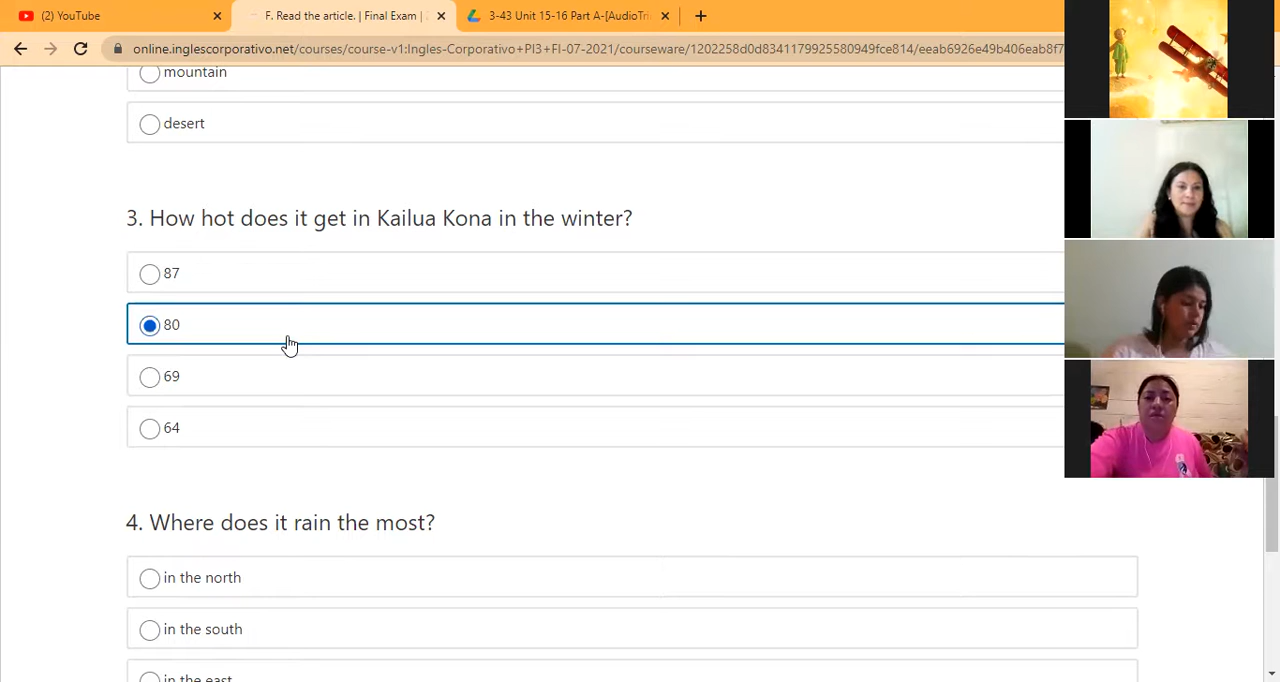 (2) YouTube
F. Read the article. | Final Exam |
3-43 Unit 15-16 Part A-[AudioTri
online.inglescorporativo.net/courses/course-v1:Ingles-Corporativo+PI3+FI-07-2021/courseware/1202258d0d8341179925580949fce814/eeab6926e49b406eab8f7
mountain
desert
3. How hot does it get in Kailua Kona in the winter?
87
80
69
64
4. Where does it rain the most?
in the north
in the south
in the east